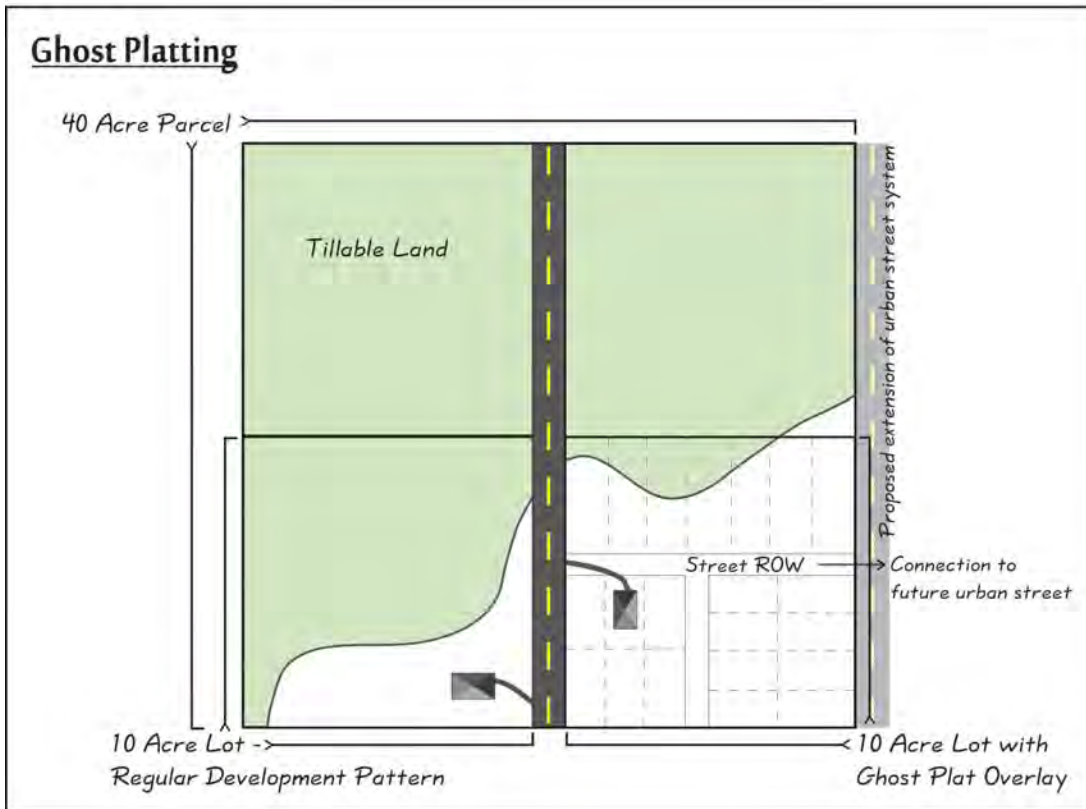 Ghost Platting
40 Acre Parcel
Tillable Land
Proposed extension of urban street system
Street ROW
Connection to
future urban street
10 Acre Lot ->
Regular Development Pattern
10 Acre Lot with
Ghost Plat Overlay